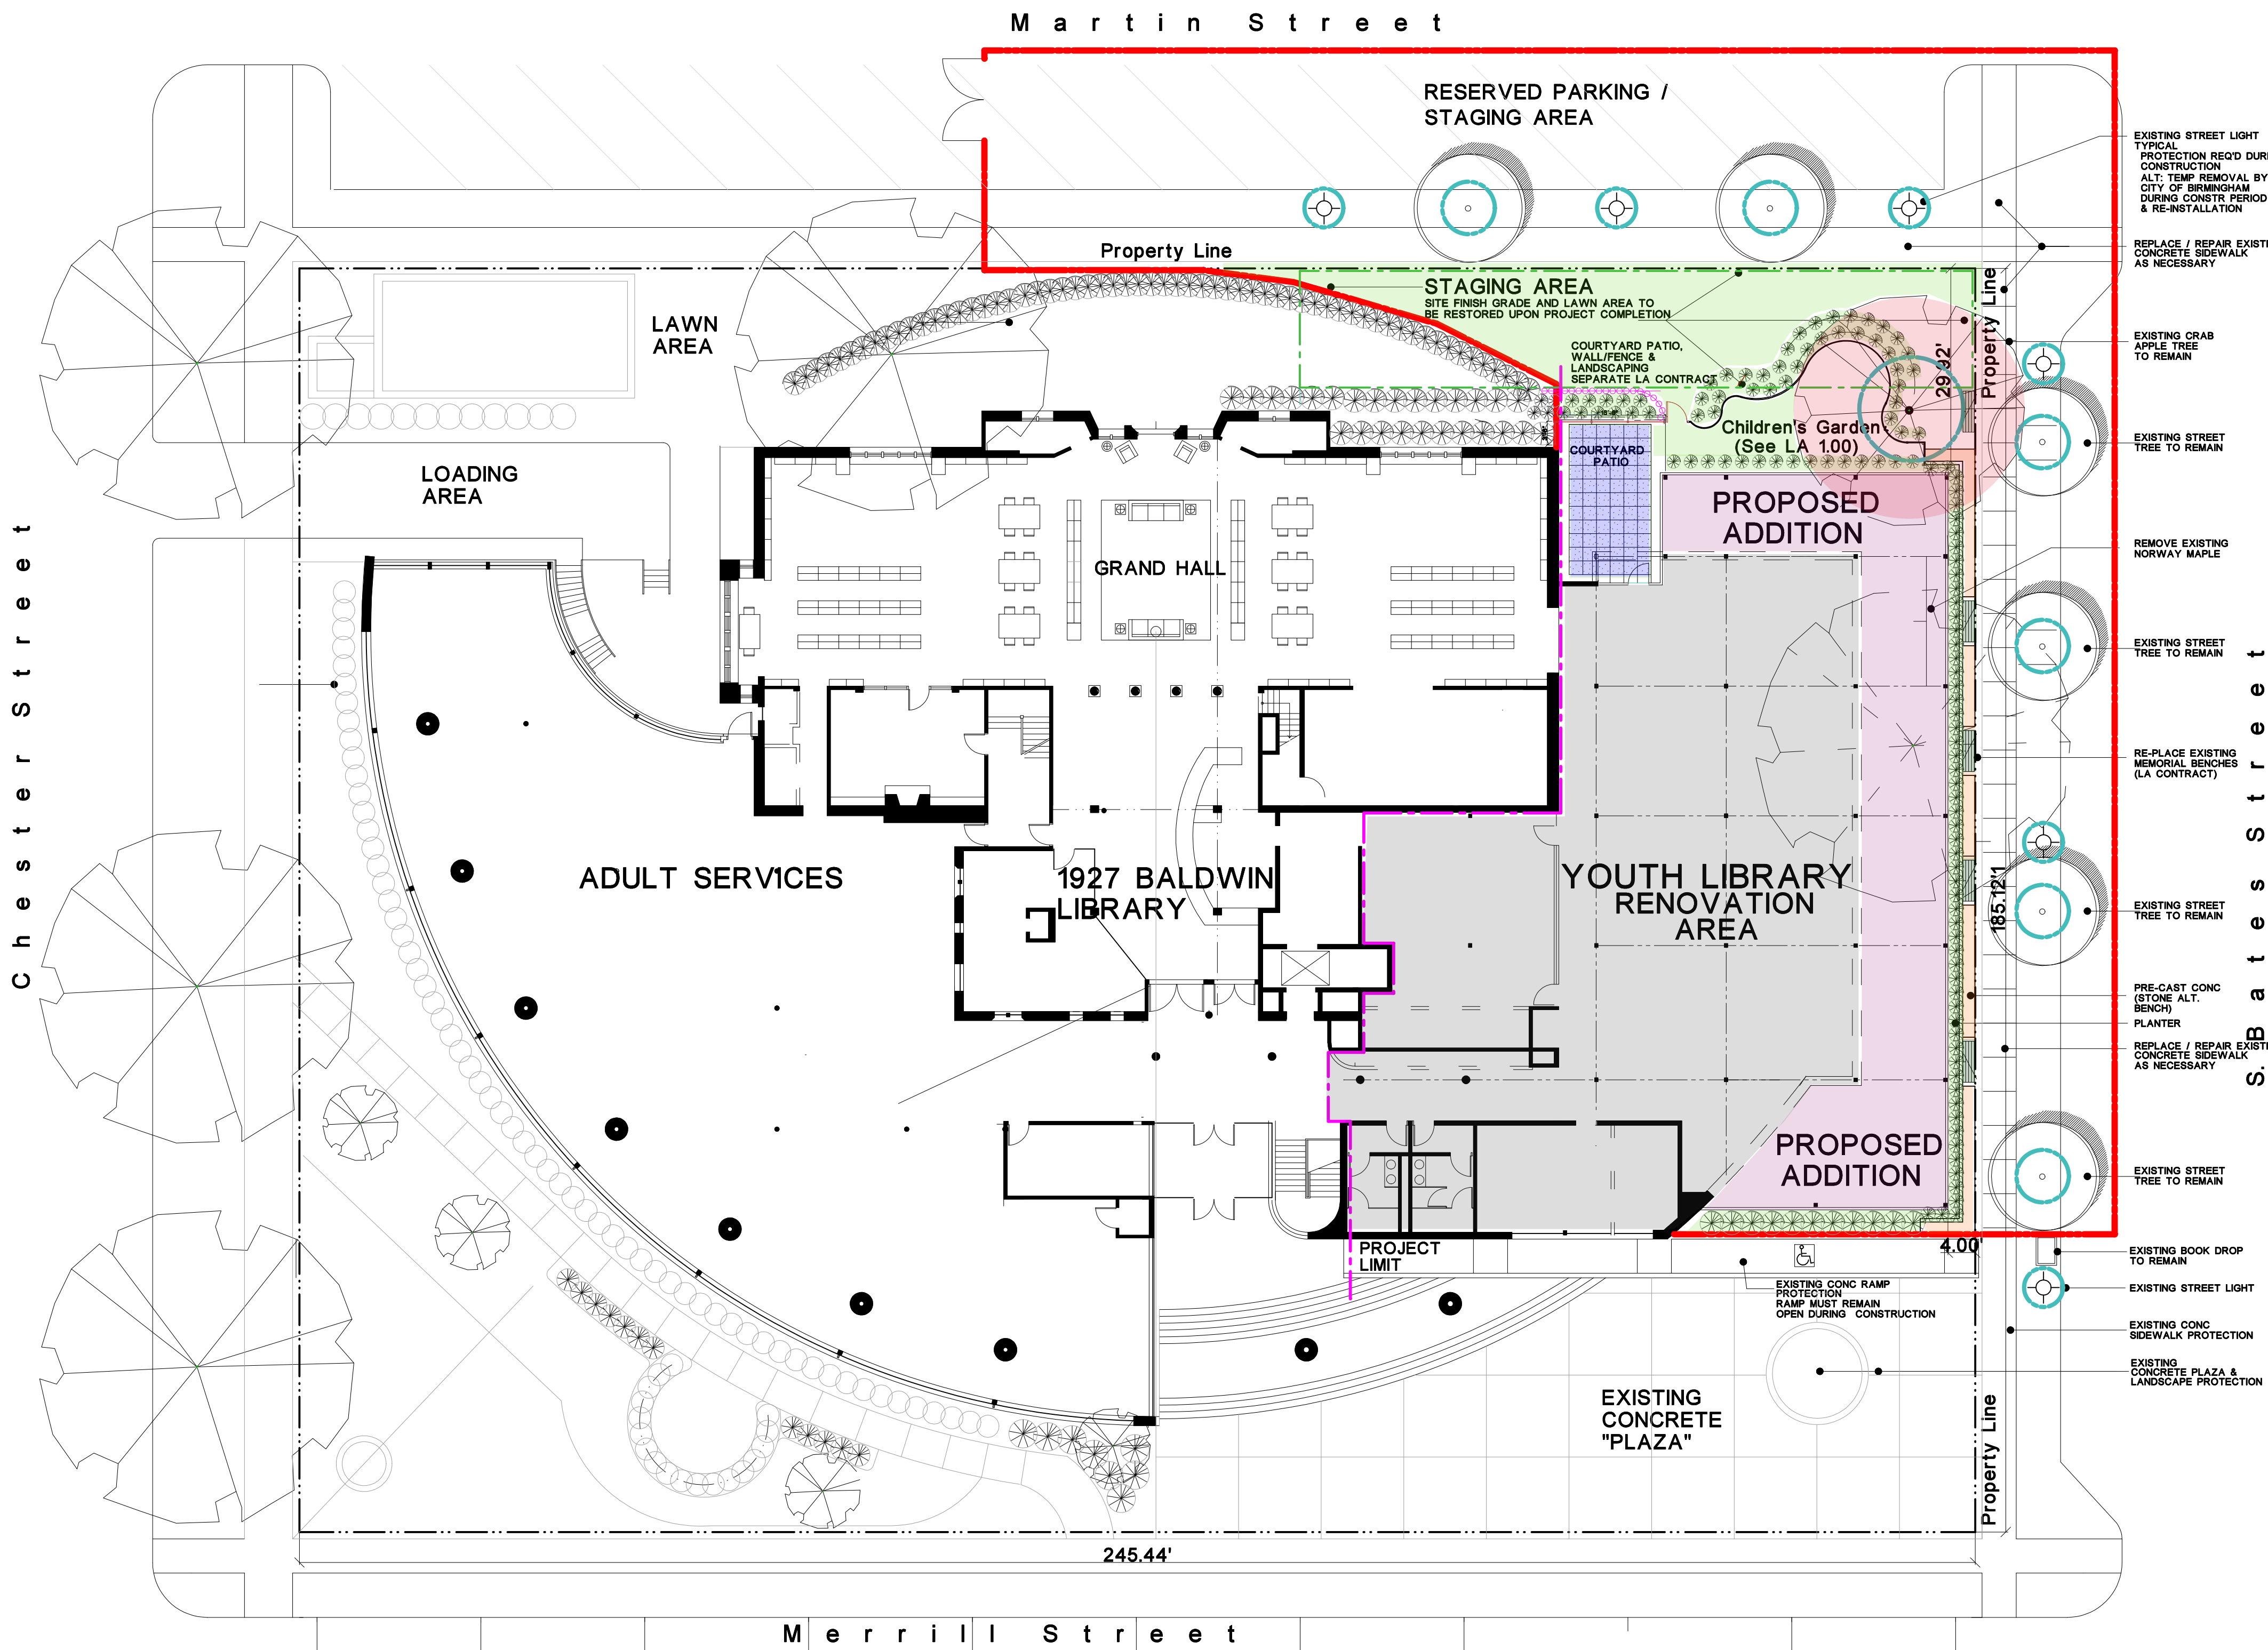 Martin Street
RESERVED PARKING /
STAGING AREA
EXISTING STREET LIGHT
TYPICAL
PROTECTION REQ'D DURI
CONSTRUCTION
ALT: TEMP REMOVAL BY
CITY OF BIRMINGHAM
DURING CONSTR PERIOD
& RE-INSTALLATION
Property Line
REPLACE / REPAIR EXISTI
CONCRETE SIDEWALK
AS NECESSARY
STAGING AREA
SITE FINISH GRADE AND LAWN AREA TO
BE RESTORED UPON PROJECT COMPLETION
Property Line
29.92'
LAWN
AREA
COURTYARD PATIO,
WALL/FENCE &
LANDSCAPING
SEPARATE LA CONTRACT
EXISTING CRAB
APPLE TREE
TO REMAIN
Children's Garden
(See LA 1.00)
COURTYARD
PATIO
EXISTING STREET
TREE TO REMAIN
LOADING
AREA
PROPOSED
ADDITION
GRAND HALL
REMOVE EXISTING
NORWAY MAPLE
Chester Street
EXISTING STREET
TREE TO REMAIN
S. Bates Street
RE-PLACE EXISTING
MEMORIAL BENCHES
(LA CONTRACT)
ADULT SERVICES
1927 BALDWIN
LIBRARY
YOUTH LIBRARY
RENOVATION
AREA
185.12'1
EXISTING STREET
TREE TO REMAIN
PRE-CAST CONC
(STONE ALT.
BENCH)
PLANTER
REPLACE / REPAIR EXISTI
CONCRETE SIDEWALK
AS NECESSARY
PROPOSED
ADDITION
EXISTING STREET
TREE TO REMAIN
PROJECT
LIMIT
4.00'
EXISTING BOOK DROP
TO REMAIN
EXISTING CONC RAMP
PROTECTION
RAMP MUST REMAIN
OPEN DURING CONSTRUCTION
EXISTING STREET LIGHT
EXISTING CONC
SIDEWALK PROTECTION
EXISTING
CONCRETE PLAZA &
LANDSCAPE PROTECTION
EXISTING
CONCRETE
"PLAZA"
Property Line
245.44'
Merrill Street